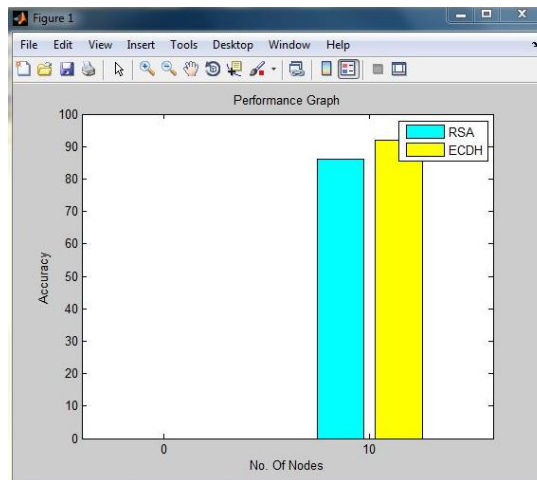 Figure 1
File Edit View Insert Tools Desktop Window Help
Performance Graph
RSA
ECDH
100
90
80
70
60
50
40
30
20
10
0
Accuracy
0 10
No. Of Nodes